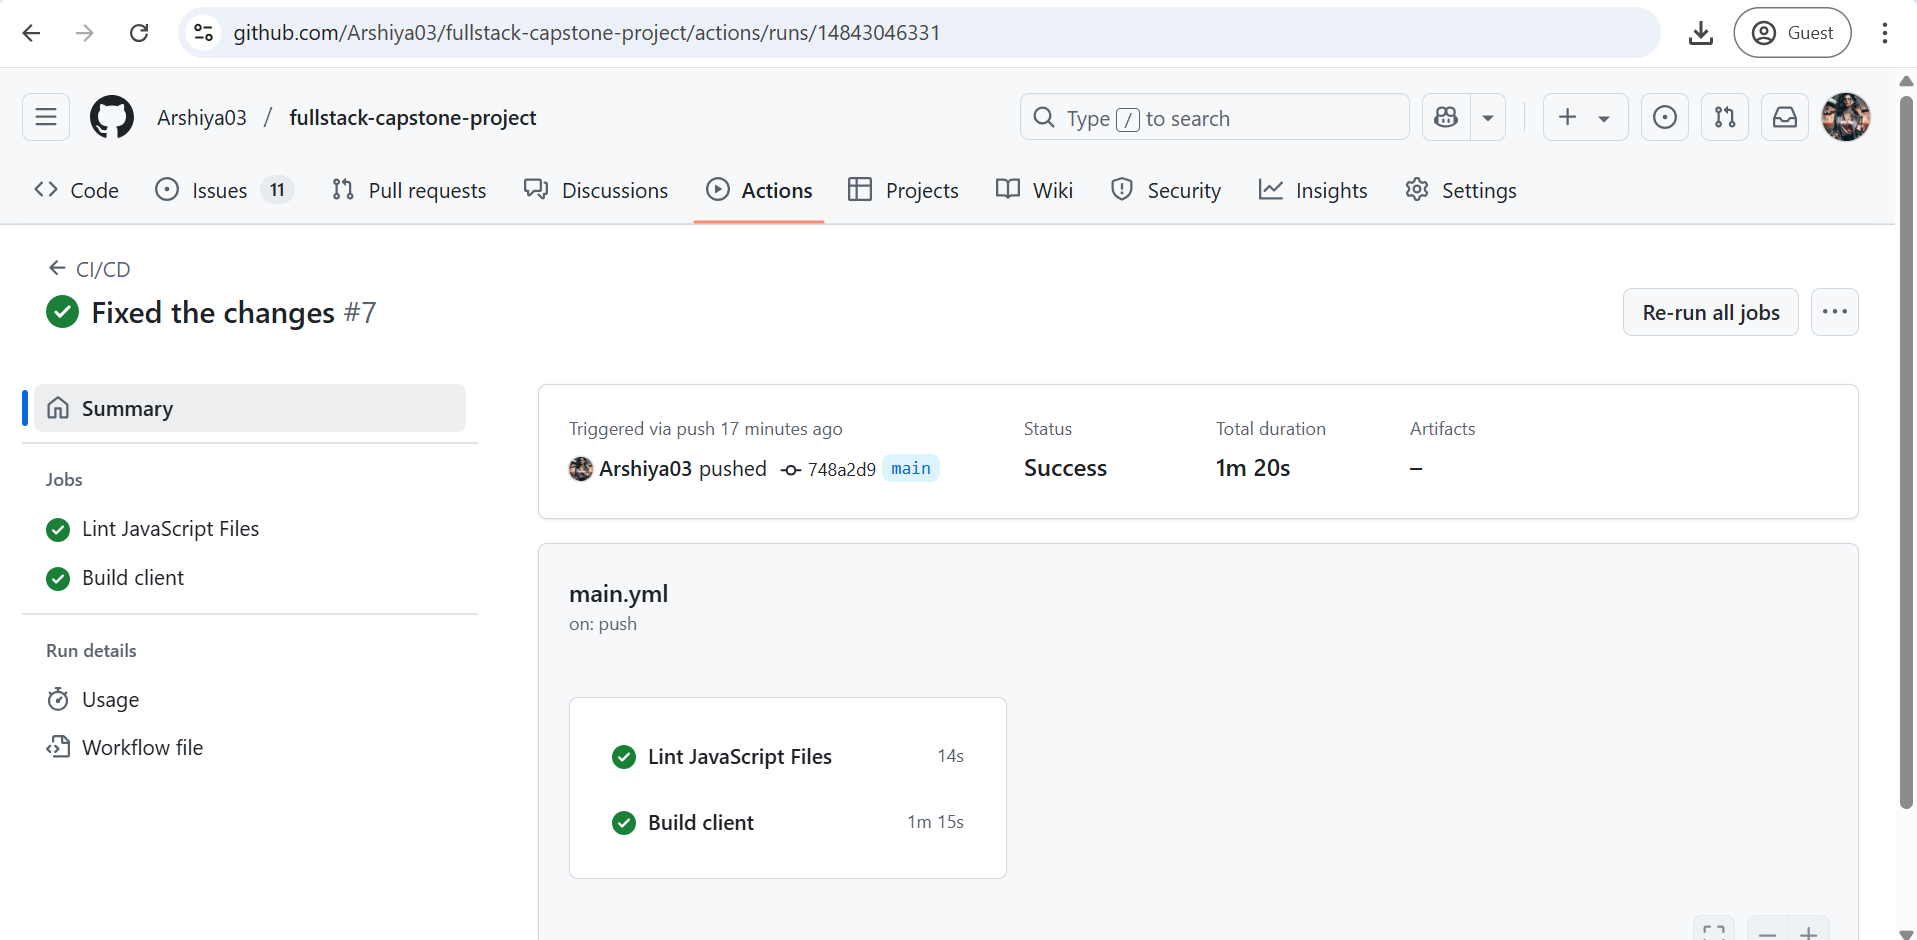 github.com/Arshiya03/fullstack-capstone-project/actions/runs/14843046331
Guest
Arshiya03 / fullstack-capstone-project
Type / to search
Code
Issues 11
Pull requests
Discussions
Actions
Projects
Wiki
Security
Insights
Settings
CI/CD
Fixed the changes #7
Re-run all jobs
Summary
Jobs
Lint JavaScript Files
Build client
Run details
Usage
Workflow file
Triggered via push 17 minutes ago
Arshiya03 pushed 748a2d9 main
Status
Success
Total duration
1m 20s
Artifacts
–
main.yml
on: push
Lint JavaScript Files 14s
Build client 1m 15s